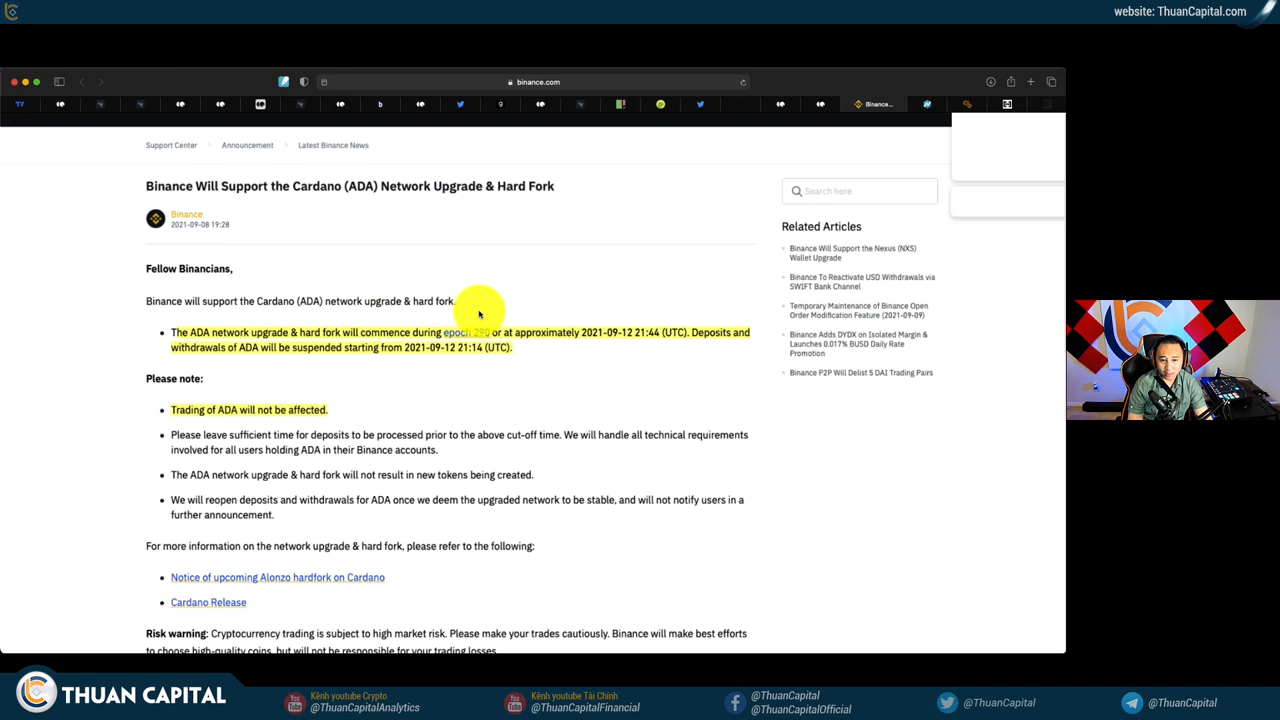 website: ThuanCapital.com
binance.com
Binance...
Support Center > Announcement > Latest Binance News
Binance Will Support the Cardano (ADA) Network Upgrade & Hard Fork
Binance
2021-09-08 19:28
Fellow Binancians,
Binance will support the Cardano (ADA) network upgrade & hard fork.
• The ADA network upgrade & hard fork will commence during epoch 290 or at approximately 2021-09-12 21:44 (UTC). Deposits and
withdrawals of ADA will be suspended starting from 2021-09-12 21:14 (UTC).
Please note:
• Trading of ADA will not be affected.
• Please leave sufficient time for deposits to be processed prior to the above cut-off time. We will handle all technical requirements
involved for all users holding ADA in their Binance accounts.
• The ADA network upgrade & hard fork will not result in new tokens being created.
• We will reopen deposits and withdrawals for ADA once we deem the upgraded network to be stable, and will not notify users in a
further announcement.
For more information on the network upgrade & hard fork, please refer to the following:
• Notice of upcoming Alonzo hardfork on Cardano
• Cardano Release
Risk warning: Cryptocurrency trading is subject to high market risk. Please make your trades cautiously. Binance will make best efforts
to choose high-quality coins, but will not be responsible for your trading losses.
Search here
Related Articles
Binance Will Support the Nexus (NXS)
Wallet Upgrade
Binance To Reactivate USD Withdrawals via
SWIFT Bank Channel
Temporary Maintenance of Binance Open
Order Modification Feature (2021-09-09)
Binance Adds DYDX on Isolated Margin &
Launches 0.017% BUSD Daily Rate
Promotion
Binance P2P Will Delist 5 DAI Trading Pairs
THUAN CAPITAL
Kênh youtube Crypto
@ThuanCapitalAnalytics
Kênh youtube Tài Chính
@ThuanCapitalFinancial
@ThuanCapital
@ThuanCapitalOfficial
@ThuanCapital
@ThuanCapital